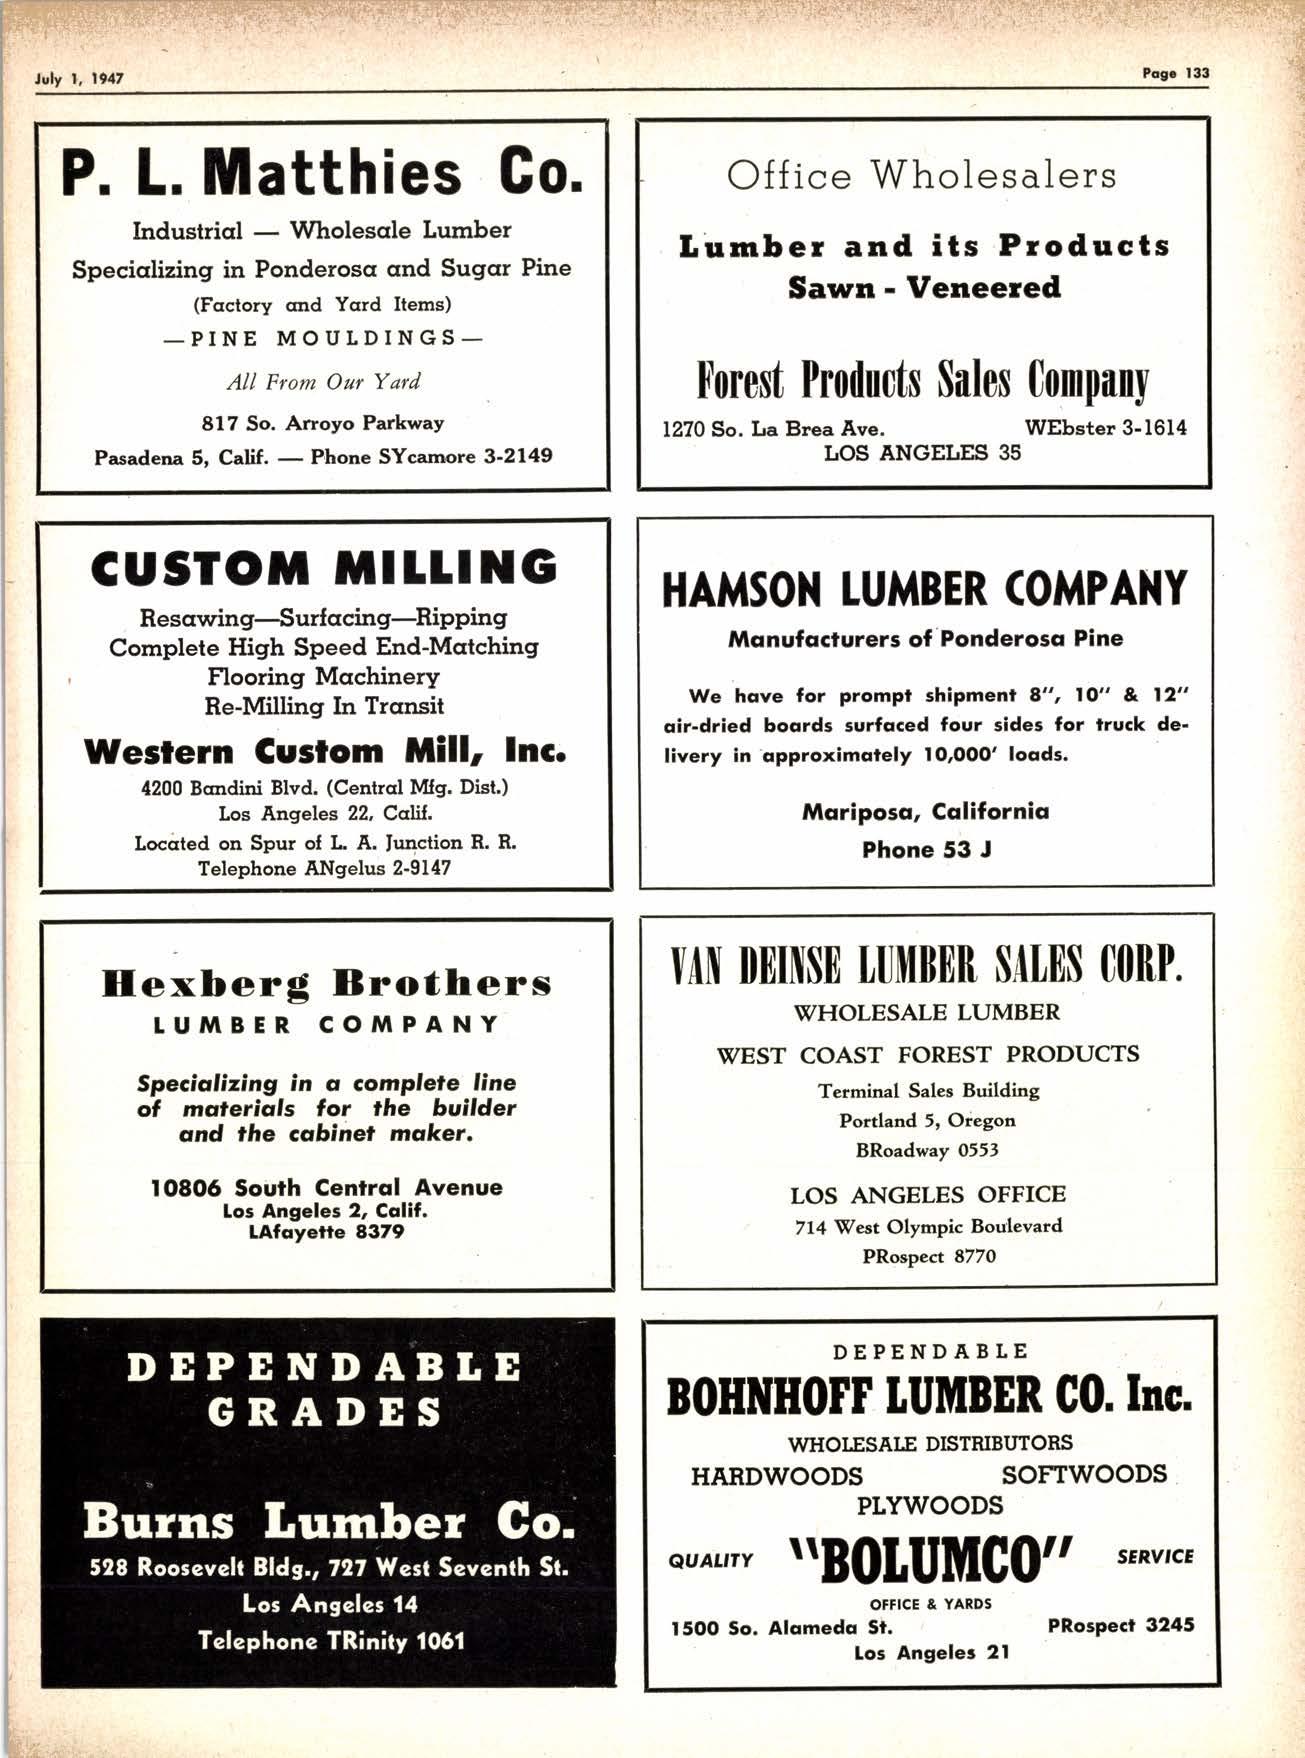 July 1, 1947
Page 133
P. L. Matthies Co.
Industrial — Wholesale Lumber
Specializing in Ponderosa and Sugar Pine
(Factory and Yard Items)
—PINE MOULDINGS—
All From Our Yard
817 So. Arroyo Parkway
Pasadena 5, Calif. — Phone SYcamore 3-2149
Office Wholesalers
Lumber and its Products
Sawn - Veneered
Forest Products Sales Company
1270 So. La Brea Ave. WEbster 3-1614
LOS ANGELES 35
CUSTOM MILLING
Resawing—Surfacing—Ripping
Complete High Speed End-Matching
Flooring Machinery
Re-Milling In Transit
Western Custom Mill, Inc.
4200 Bandini Blvd. (Central Mfg. Dist.)
Los Angeles 22, Calif.
Located on Spur of L. A. Junction R. R.
Telephone ANgelus 2-9147
HAMSON LUMBER COMPANY
Manufacturers of Ponderosa Pine
We have for prompt shipment 8", 10" & 12"
air-dried boards surfaced four sides for truck de-
livery in approximately 10,000' loads.
Mariposa, California
Phone 53 J
Hexberg Brothers
LUMBER COMPANY
Specializing in a complete line
of materials for the builder
and the cabinet maker.
10806 South Central Avenue
Los Angeles 2, Calif.
LAfayette 8379
VAN DEINSE LUMBER SALES CORP.
WHOLESALE LUMBER
WEST COAST FOREST PRODUCTS
Terminal Sales Building
Portland 5, Oregon
BRoadway 0553
LOS ANGELES OFFICE
714 West Olympic Boulevard
PRospect 8770
DEPENDABLE
GRADES
Burns Lumber Co.
528 Roosevelt Bldg., 727 West Seventh St.
Los Angeles 14
Telephone TRinity 1061
DEPENDABLE
BOHNHOFF LUMBER CO. Inc.
WHOLESALE DISTRIBUTORS
HARDWOODS SOFTWOODS
PLYWOODS
QUALITY "BOLUMCO" SERVICE
OFFICE & YARDS
1500 So. Alameda St. PRospect 3245
Los Angeles 21